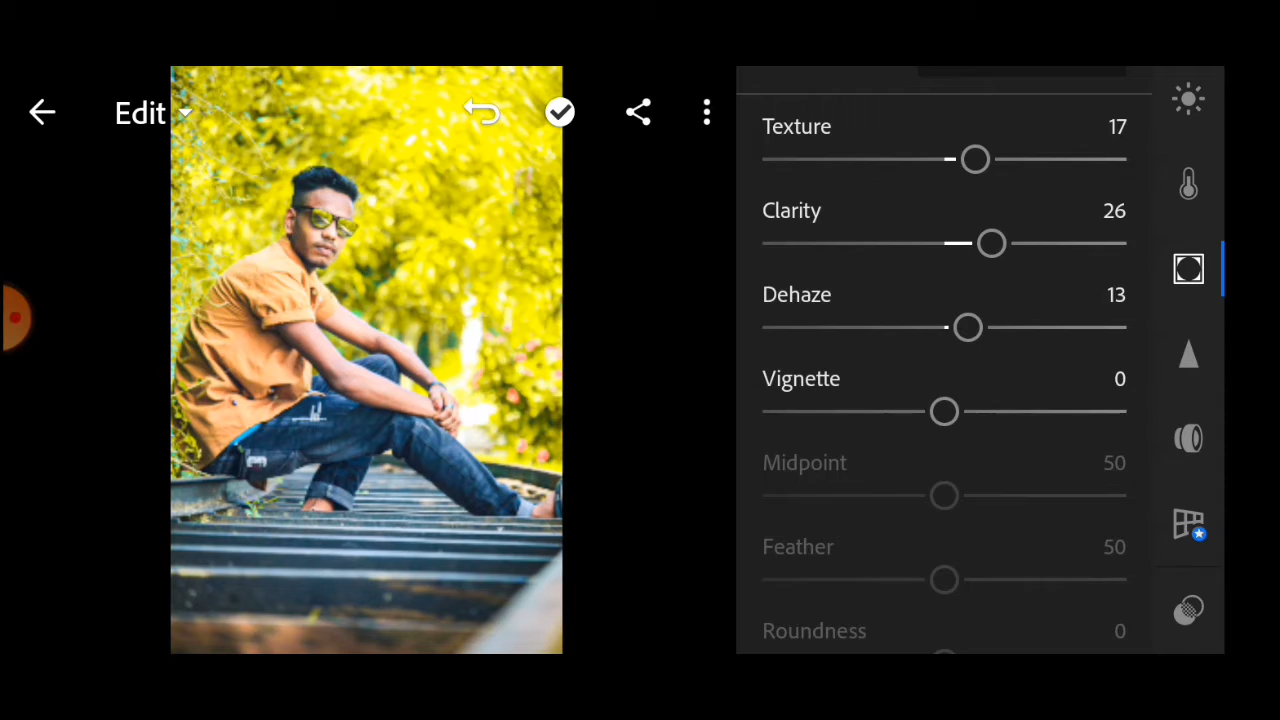 Edit
Texture 17
Clarity 26
Dehaze 13
Vignette 0
Midpoint 50
Feather 50
Roundness 0